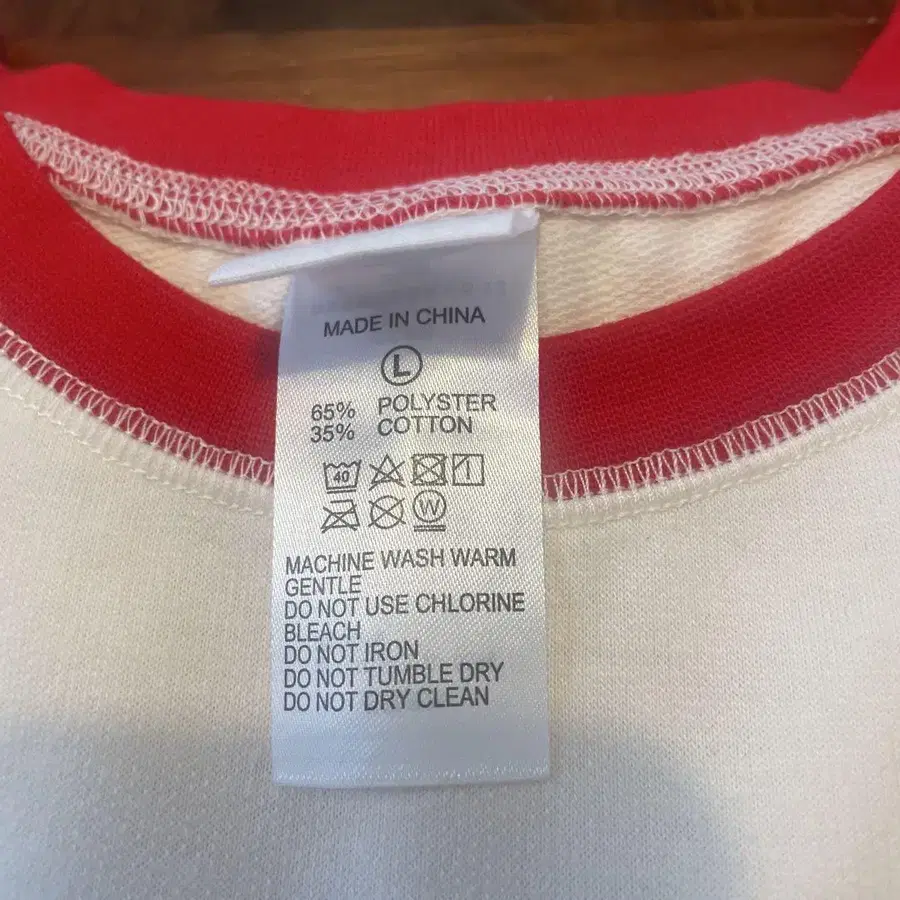 MADE IN CHINA
L
65% POLYSTER
35% COTTON
40
W
MACHINE WASH WARM
GENTLE
DO NOT USE CHLORINE
BLEACH
DO NOT IRON
DO NOT TUMBLE DRY
DO NOT DRY CLEAN